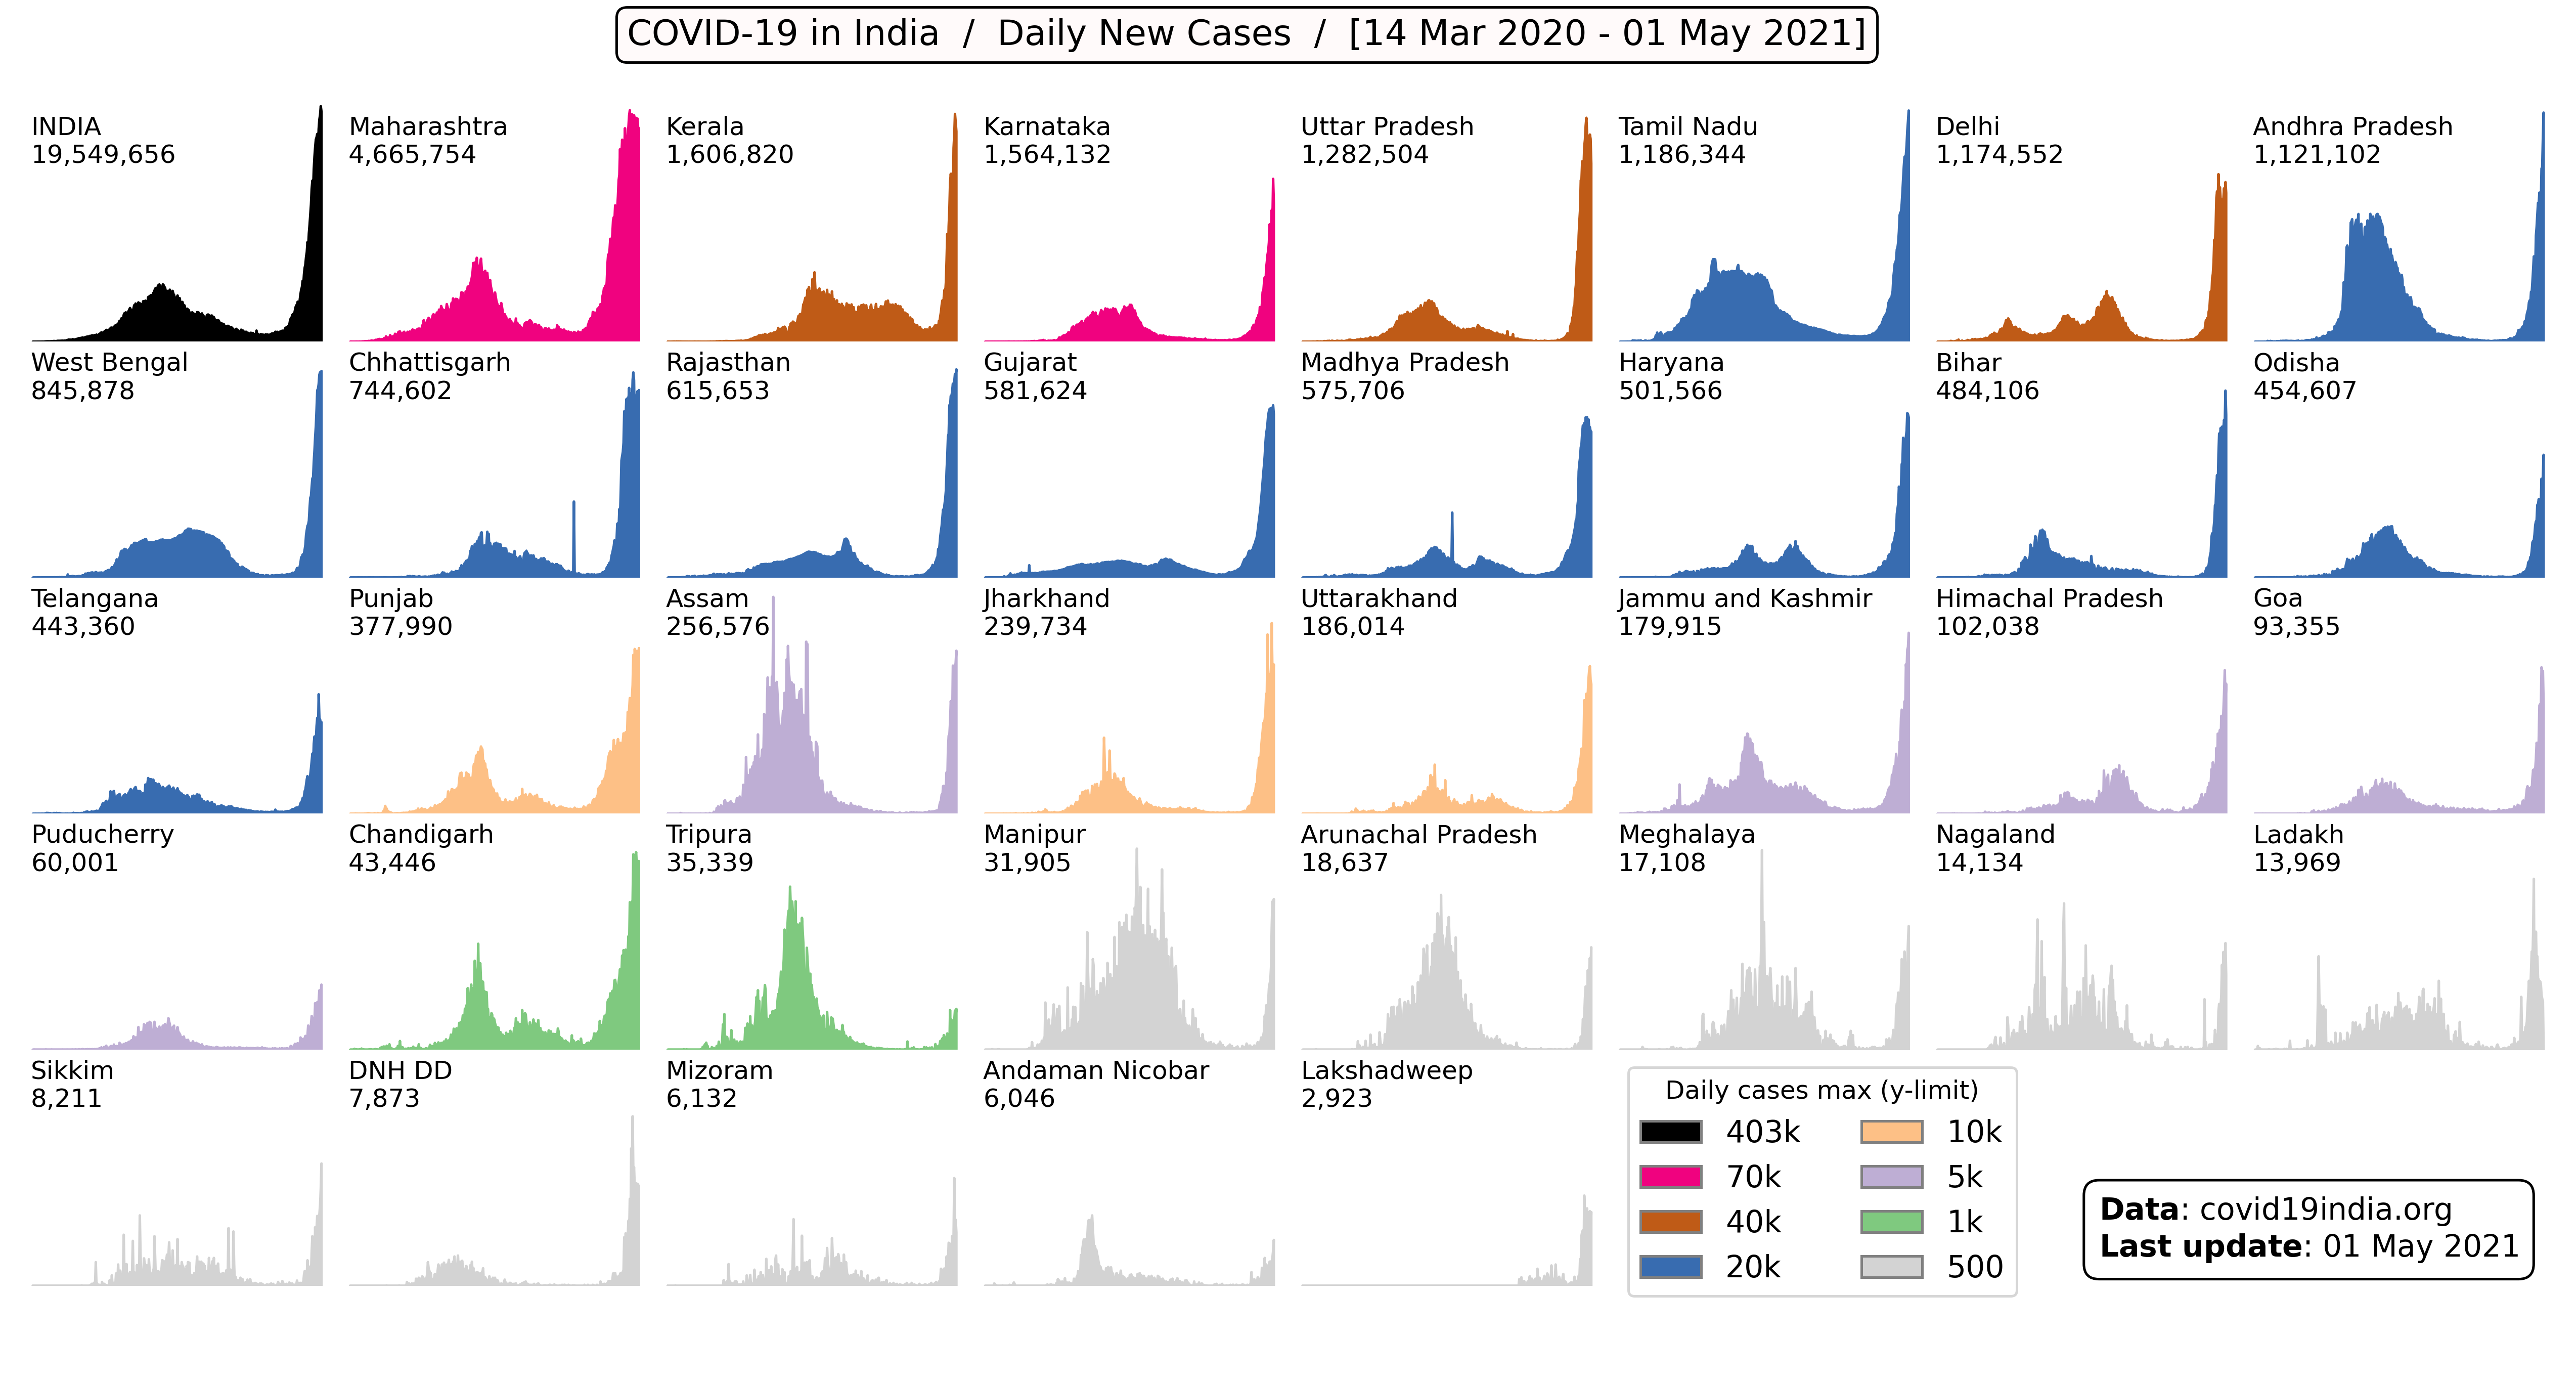 COVID-19 in India / Daily New Cases / [14 Mar 2020 - 01 May 2021]
INDIA
19,549,656
Maharashtra
4,665,754
Kerala
1,606,820
Karnataka
1,564,132
Uttar Pradesh
1,282,504
Tamil Nadu
1,186,344
Delhi
1,174,552
Andhra Pradesh
1,121,102
West Bengal
845,878
Chhattisgarh
744,602
Rajasthan
615,653
Gujarat
581,624
Madhya Pradesh
575,706
Haryana
501,566
Bihar
484,106
Odisha
454,607
Telangana
443,360
Punjab
377,990
Assam
256,576
Jharkhand
239,734
Uttarakhand
186,014
Jammu and Kashmir
179,915
Himachal Pradesh
102,038
Goa
93,355
Puducherry
60,001
Chandigarh
43,446
Tripura
35,339
Manipur
31,905
Arunachal Pradesh
18,637
Meghalaya
17,108
Nagaland
14,134
Ladakh
13,969
Sikkim
8,211
DNH DD
7,873
Mizoram
6,132
Andaman Nicobar
6,046
Lakshadweep
2,923
Daily cases max (y-limit)
403k
70k
40k
20k
10k
5k
1k
500
Data: covid19india.org
Last update: 01 May 2021